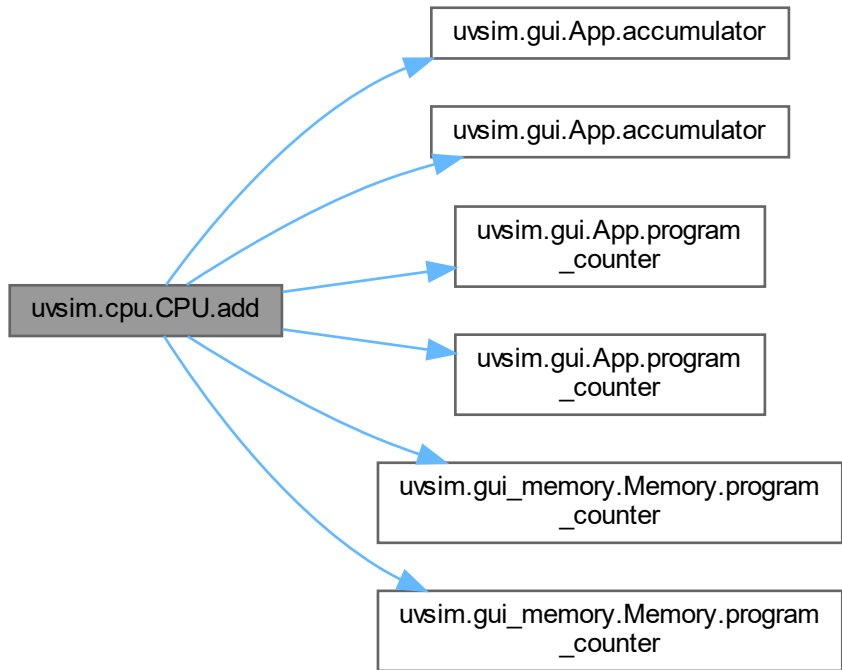 uvsim.gui.App.accumulator
uvsim.gui.App.accumulator
uvsim.gui.App.program
_counter
uvsim.cpu.CPU.add
uvsim.gui.App.program
_counter
uvsim.gui_memory.Memory.program
_counter
uvsim.gui_memory.Memory.program
_counter